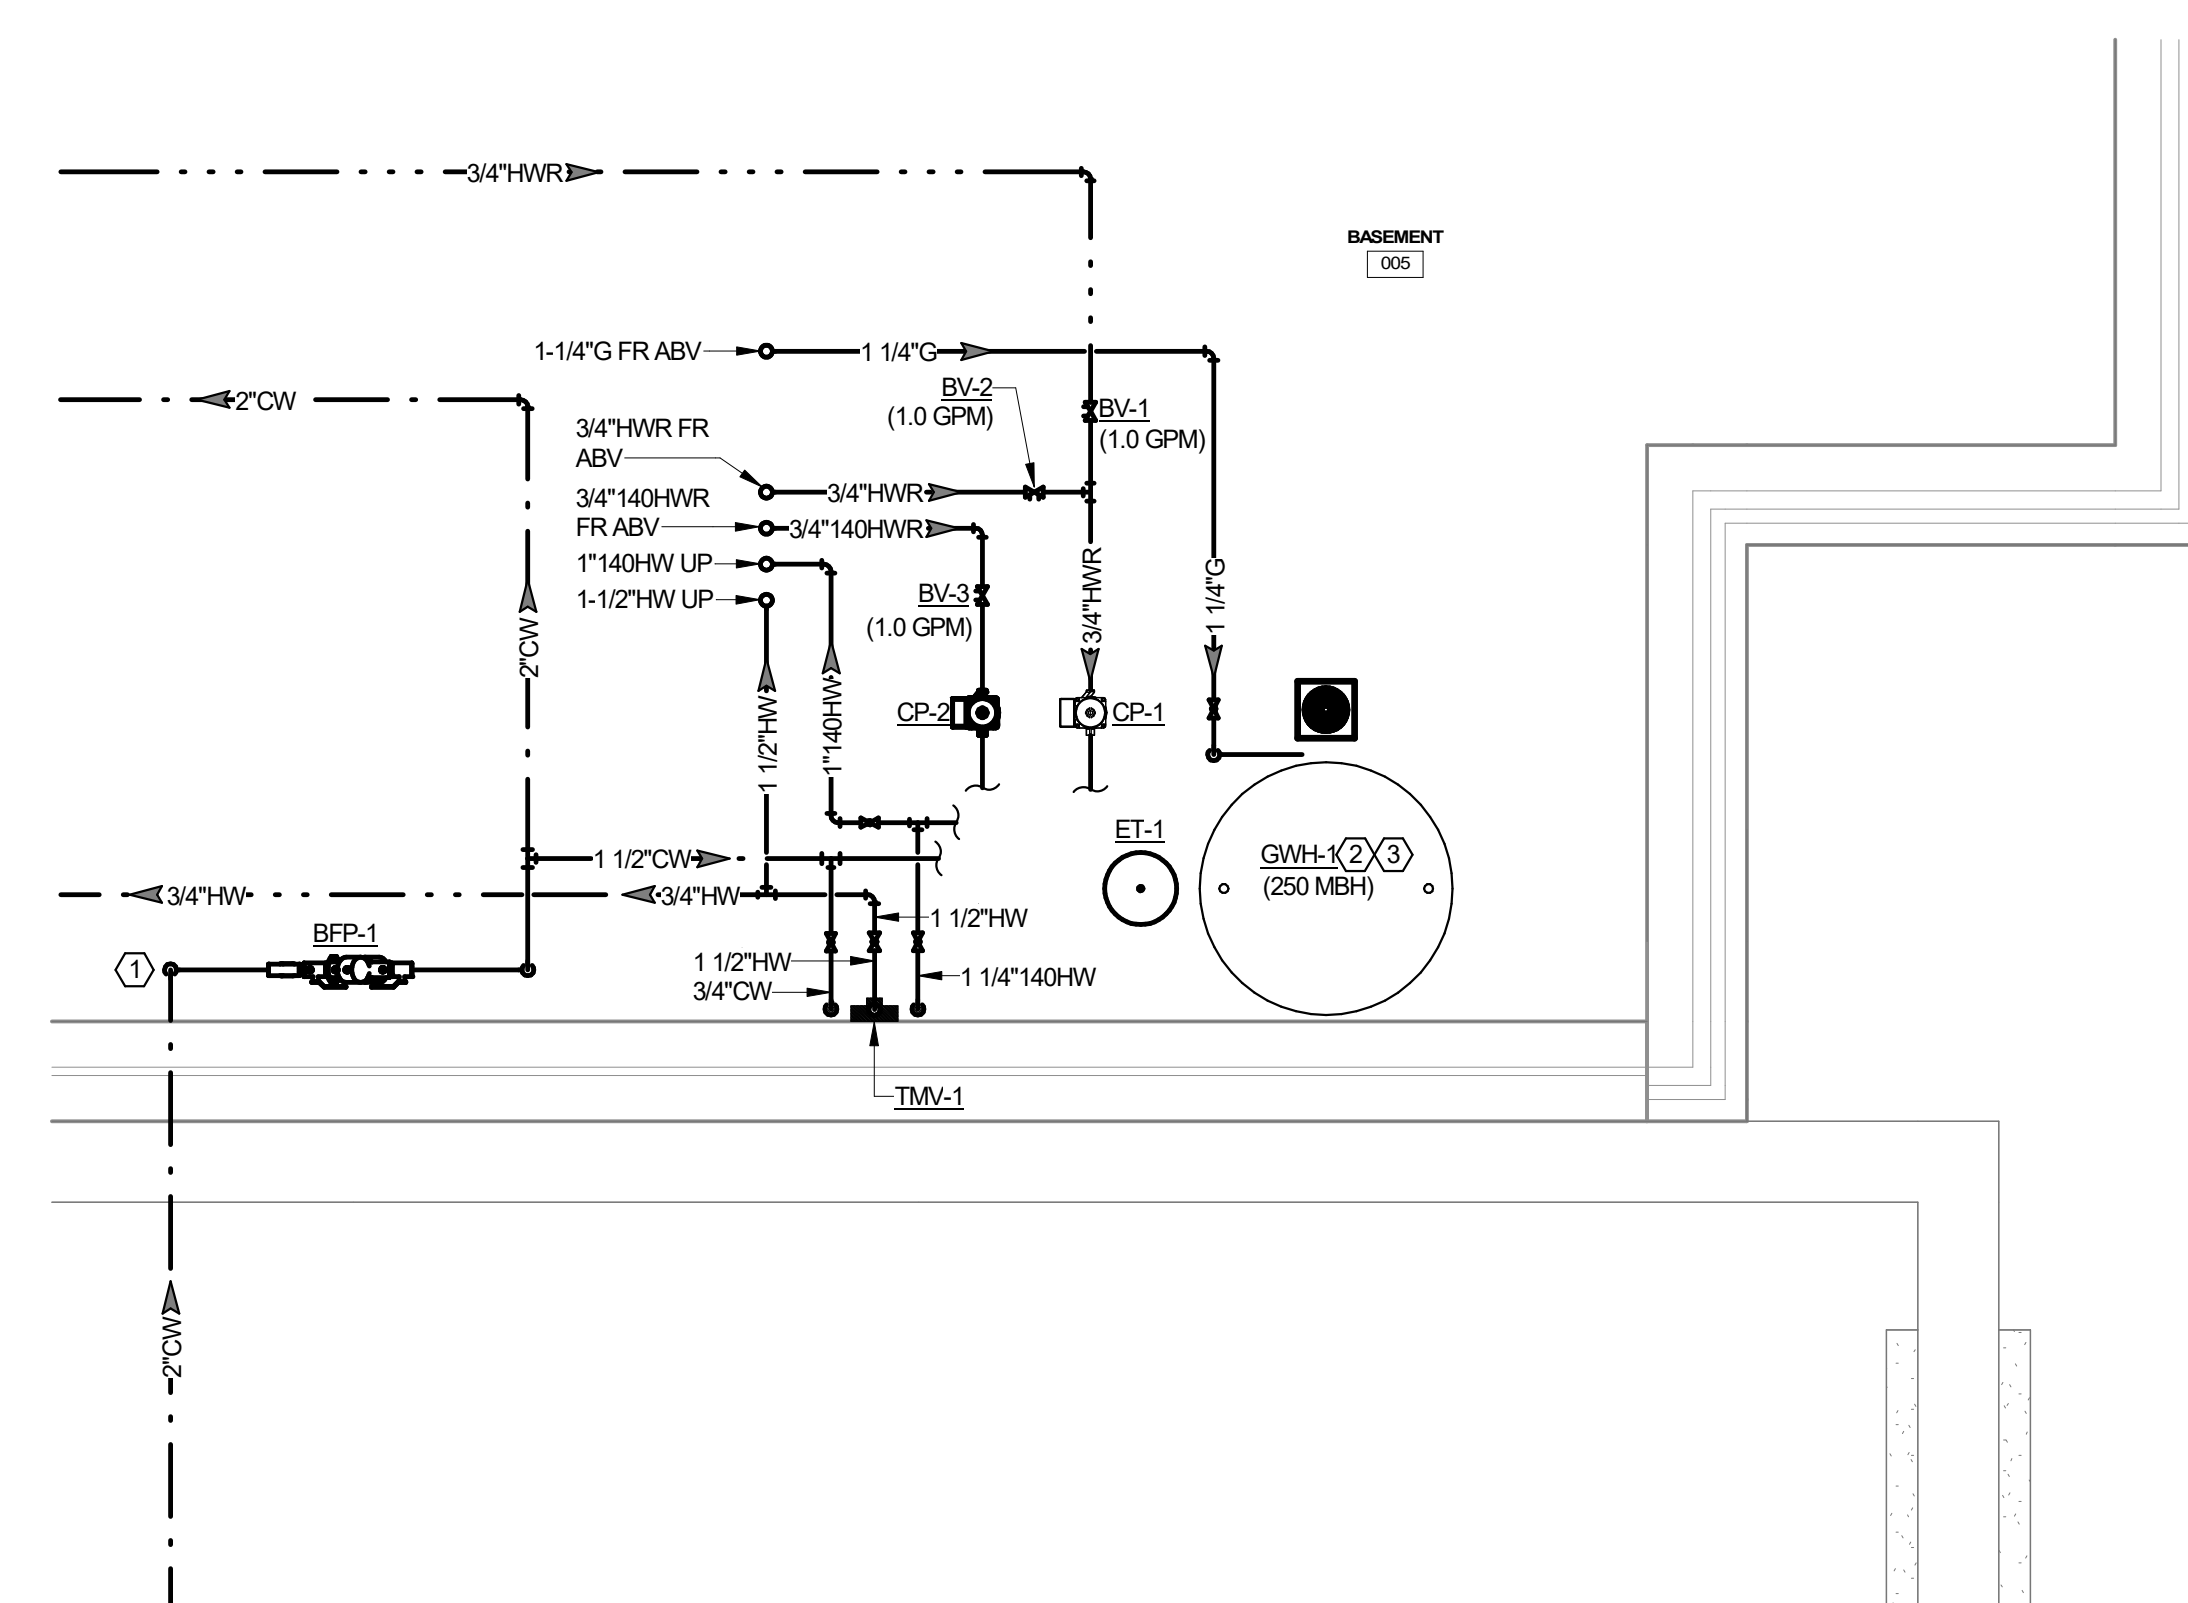 3/4"HWR
BASEMENT
005
1-1/4"G FR ABV
1 1/4"G
2"CW
BV-2
(1.0 GPM)
BV-1
(1.0 GPM)
3/4"HWR FR
ABV
3/4"HWR
3/4"140HWR
FR ABV
3/4"140HWR
1"140HW UP
1-1/2"HW UP
BV-3
(1.0 GPM)
3/4"HWR
1 1/4"G
2"CW
1 1/2"HW
1"140HW
CP-2
CP-1
ET-1
1 1/2"CW
GWH-1 2 3
(250 MBH)
3/4"HW
3/4"HW
1 1/2"HW
BFP-1
1
1 1/2"HW
3/4"CW
1 1/4"140HW
TMV-1
2"CW